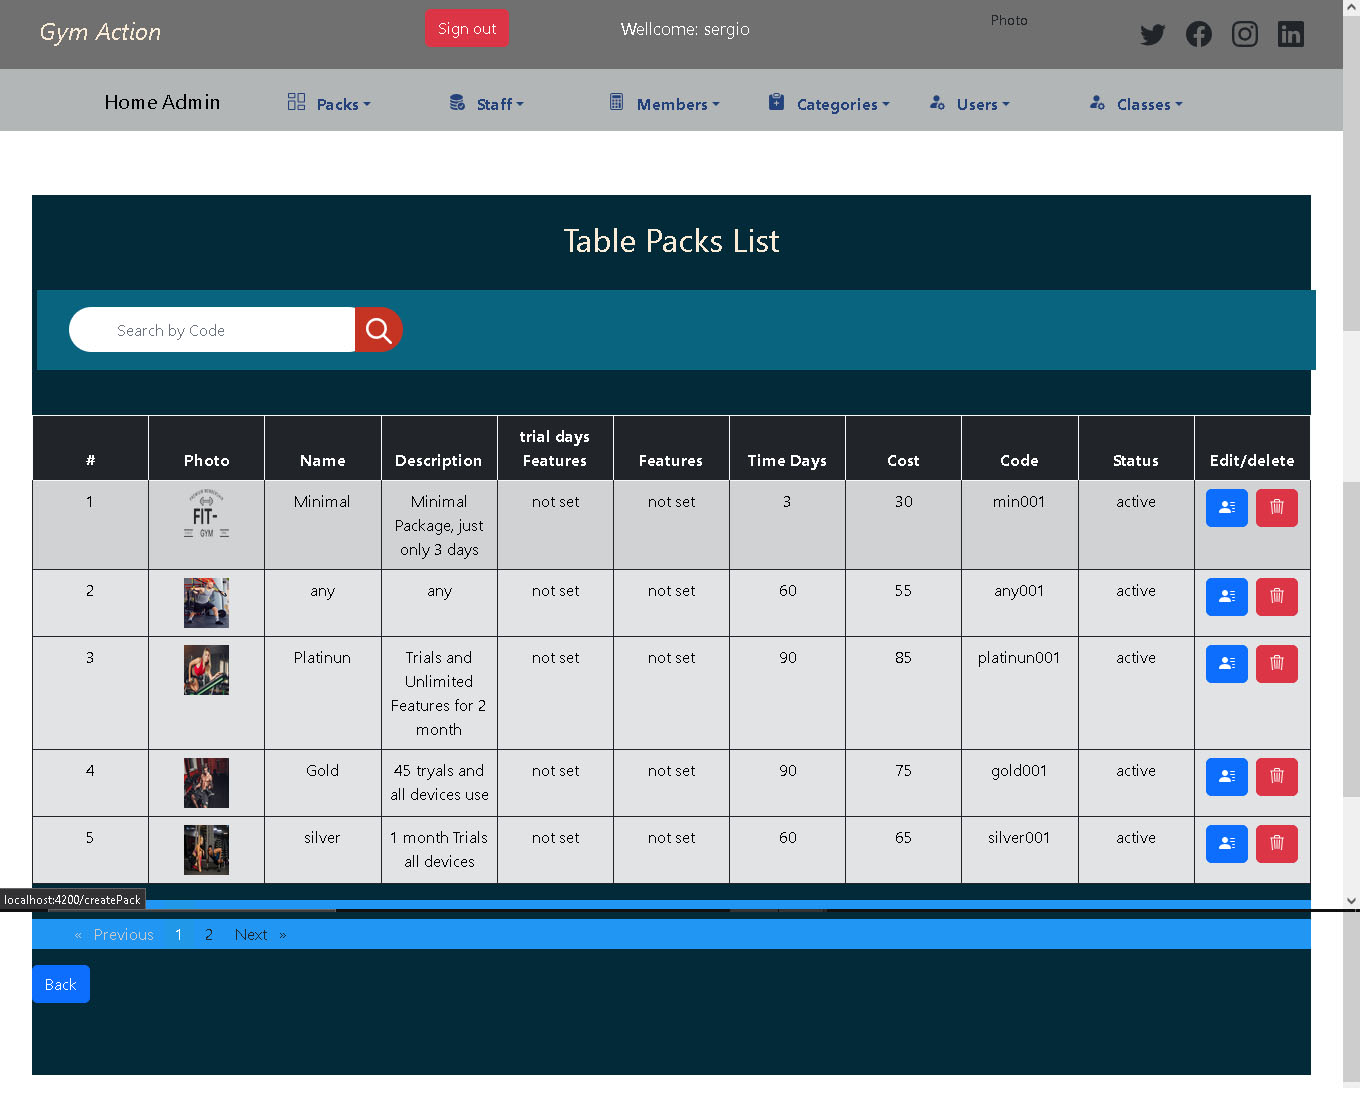 Gym Action
Sign out
Wellcome: sergio
Photo
Home Admin
Packs
Staff
Members
Categories
Users
Classes
Table Packs List
Search by Code
# Photo Name Description trial days Features Features Time Days Cost Code Status Edit/delete
1 FIT- GYM Minimal Minimal Package, just only 3 days not set not set 3 30 min001 active
2 any any not set not set 60 55 any001 active
3 Platinun Trials and Unlimited Features for 2 month not set not set 90 85 platinun001 active
4 Gold 45 tryals and all devices use not set not set 90 75 gold001 active
5 silver 1 month Trials all devices not set not set 60 65 silver001 active
localhost:4200/createPack
« Previous 1 2 Next »
Back